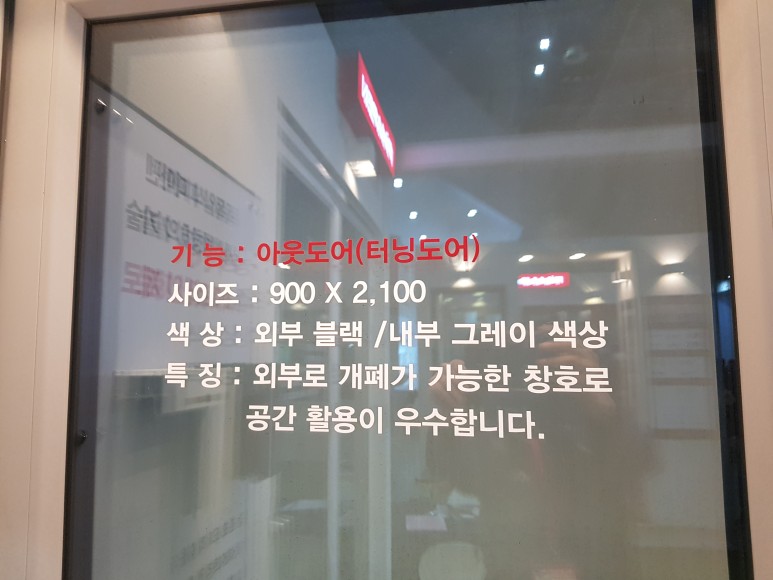 기 능 : 아웃도어(터닝도어)
사이즈 : 900 X 2,100
색 상 : 외부 블랙 /내부 그레이 색상
특 징 : 외부로 개폐가 가능한 창호로
공간 활용이 우수합니다.